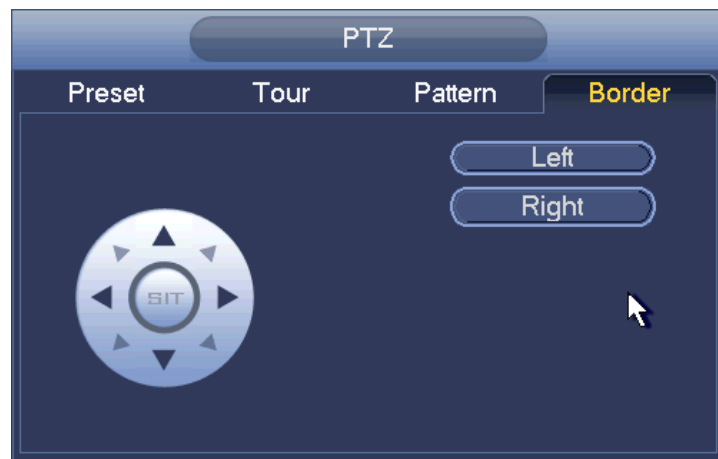 PTZ
Preset Tour Pattern Border
Left
Right
SIT